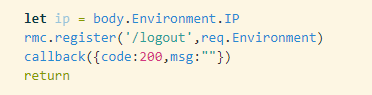 let ip = body.Environment.IP
rmc.register('/logout',req.Environment)
callback({code:200,msg:""})
return